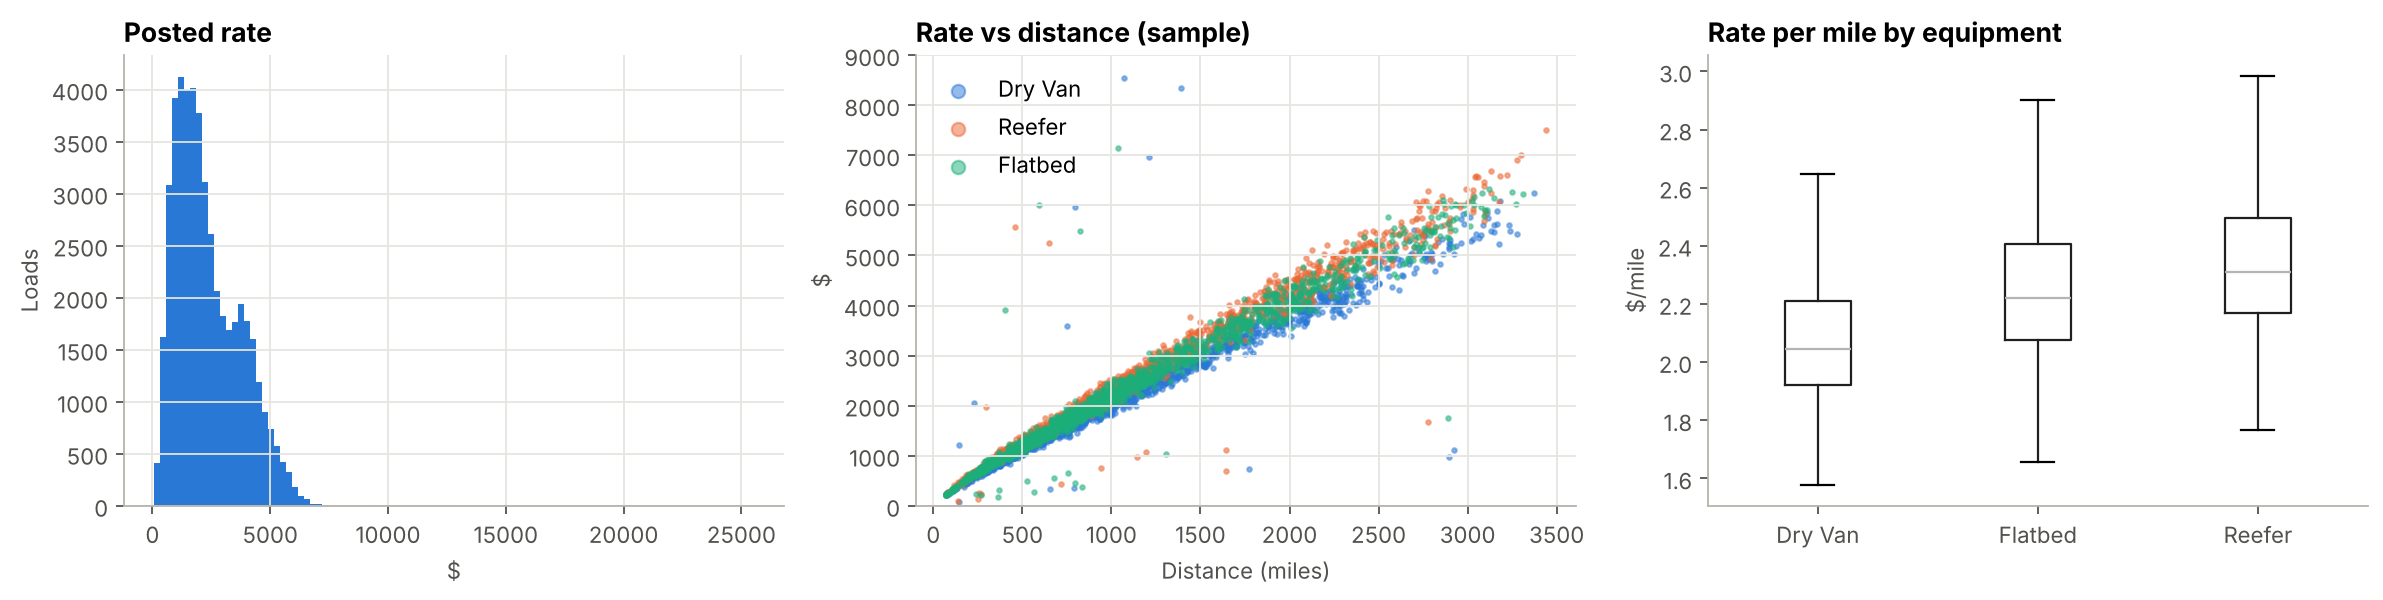 Posted rate
Loads
4000
3500
3000
2500
2000
1500
1000
500
0
0 5000 10000 15000 20000 25000
$
Rate vs distance (sample)
$
9000
8000
7000
6000
5000
4000
3000
2000
1000
0
Dry Van
Reefer
Flatbed
0 500 1000 1500 2000 2500 3000 3500
Distance (miles)
Rate per mile by equipment
$/mile
3.0
2.8
2.6
2.4
2.2
2.0
1.8
1.6
Dry Van Flatbed Reefer